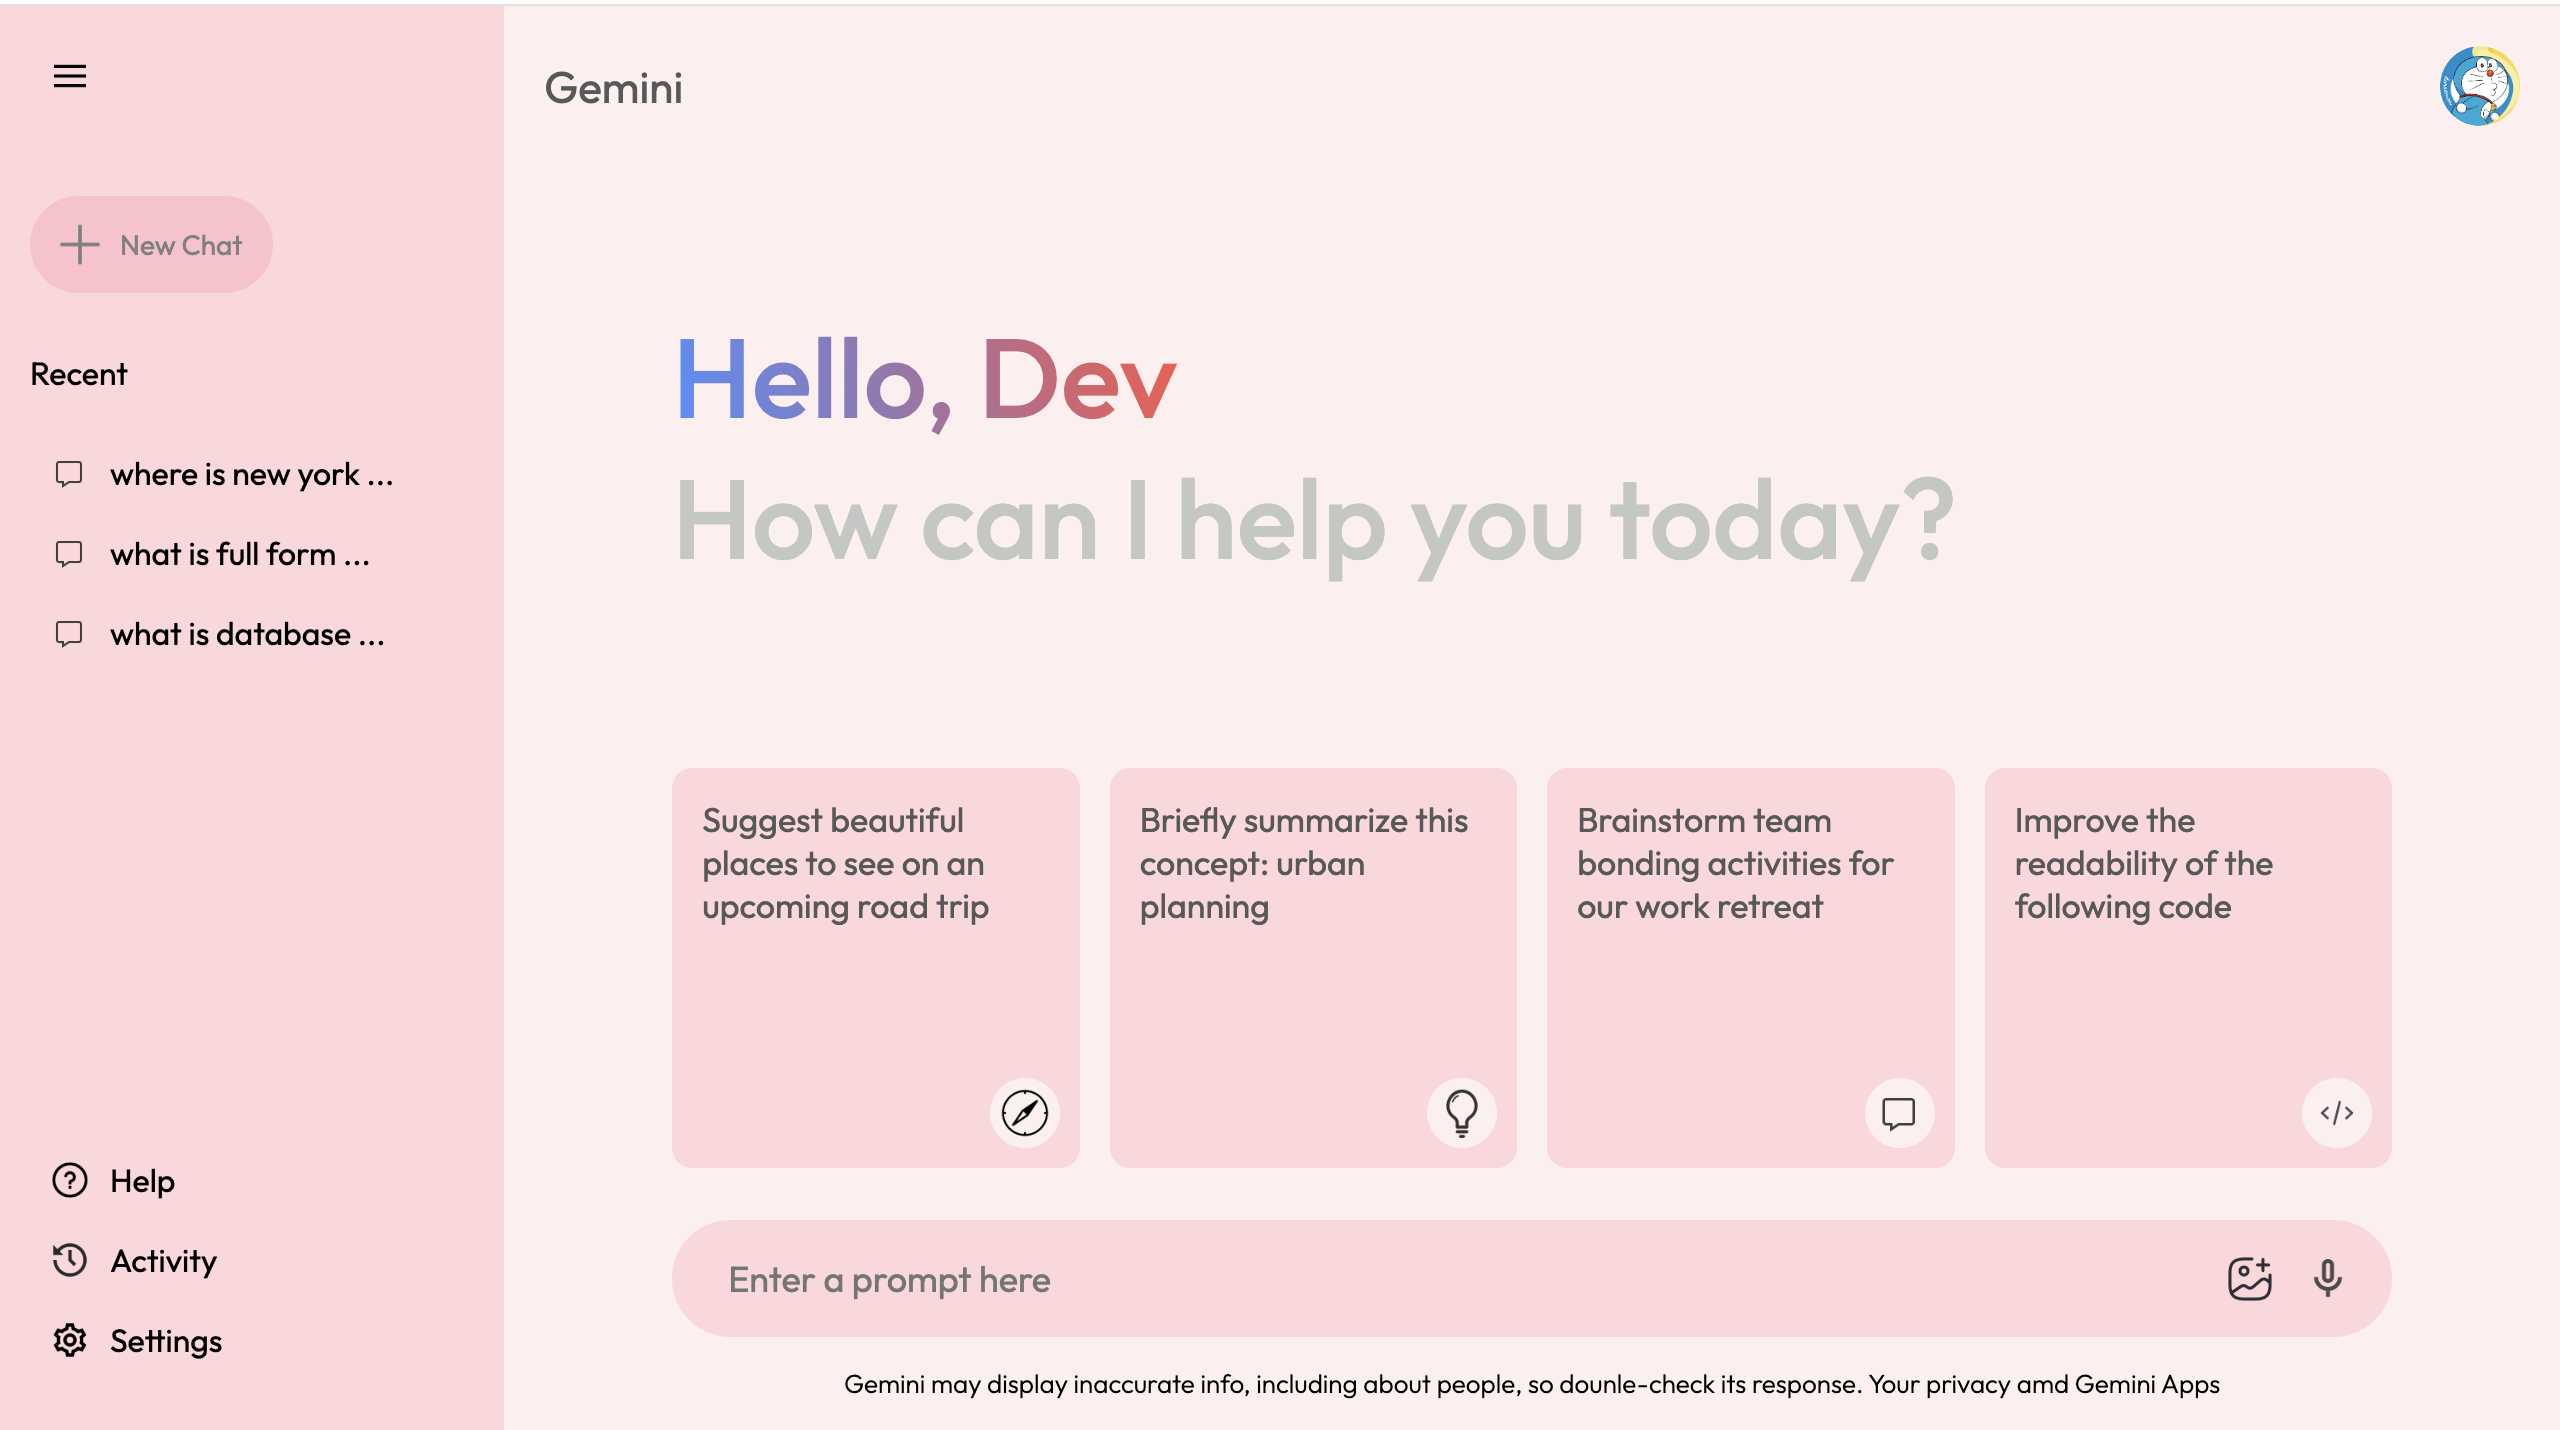 Gemini
New Chat
Recent
where is new york ...
what is full form ...
what is database ...
Help
Activity
Settings
Hello, Dev
How can I help you today?
Suggest beautiful
places to see on an
upcoming road trip
Briefly summarize this
concept: urban
planning
Brainstorm team
bonding activities for
our work retreat
Improve the
readability of the
following code
</>
Enter a prompt here
Gemini may display inaccurate info, including about people, so dounle-check its response. Your privacy amd Gemini Apps